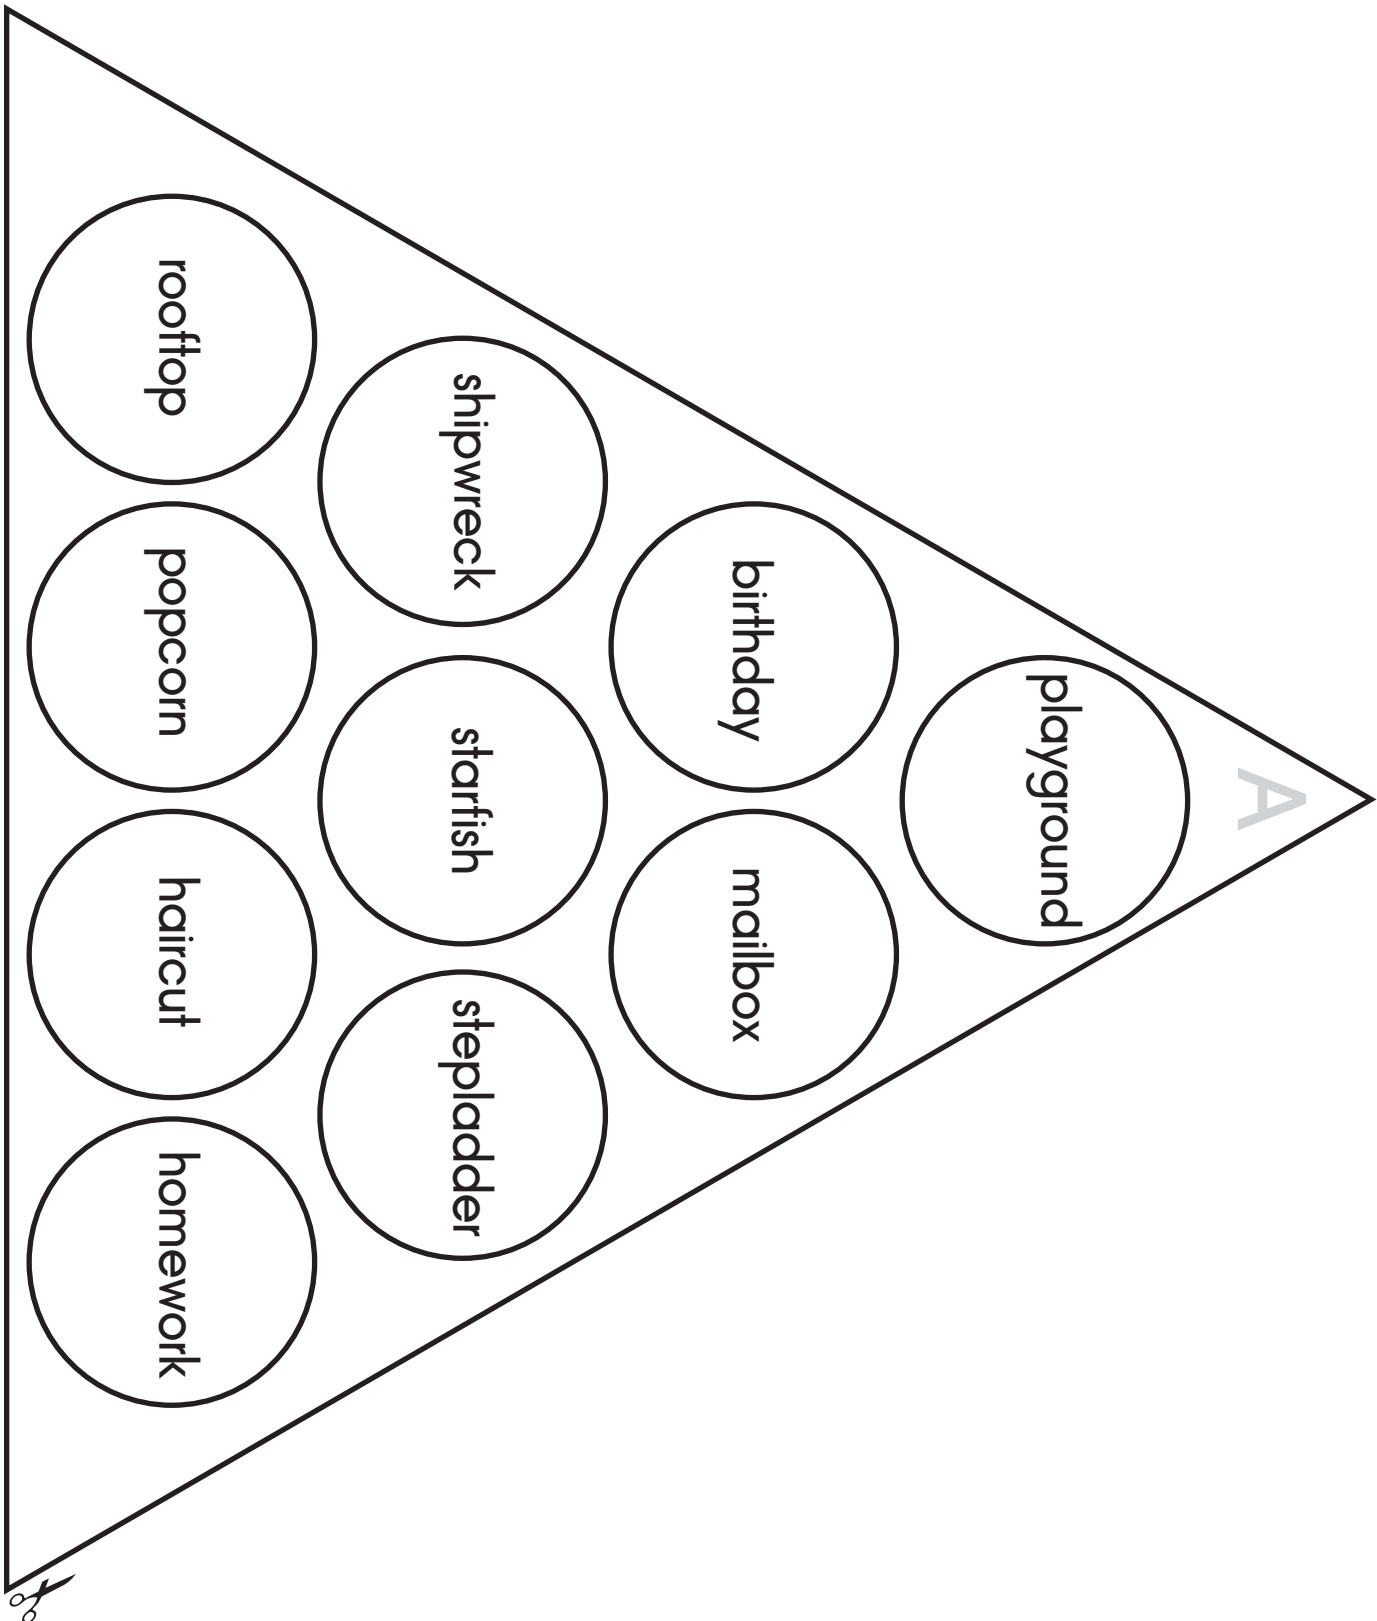 A
playground
birthday
mailbox
shipwreck
starfish
stepladder
rooftop
popcorn
haircut
homework